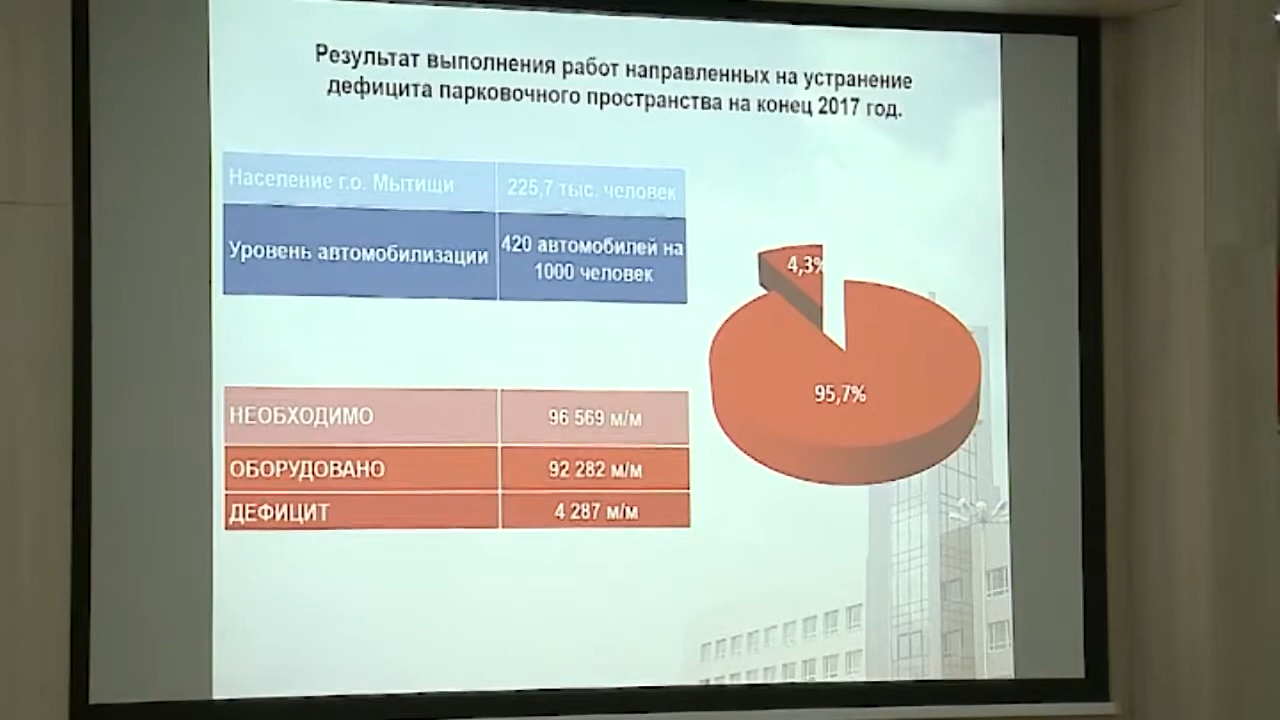 Результат выполнения работ направленных на устранение
дефицита парковочного пространства на конец 2017 год.
Население г.о. Мытищи 225,7 тыс. человек
Уровень автомобилизации 420 автомобилей на
1000 человек
4,3%
95,7%
НЕОБХОДИМО 96 569 м/м
ОБОРУДОВАНО 92 282 м/м
ДЕФИЦИТ 4 287 м/м